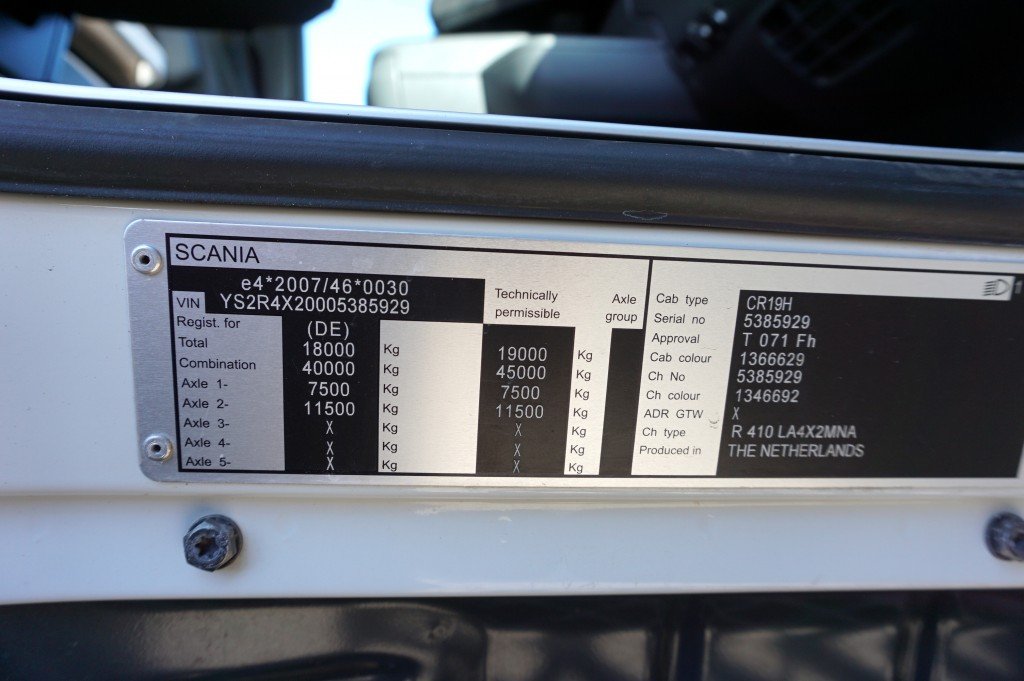 SCANIA
e4*2007/46*0030
VIN YS2R4X20005385929
Technically permissible
Axle group
Regist. for (DE)
Total 18000 Kg 19000 Kg
Combination 40000 Kg 45000 Kg
Axle 1- 7500 Kg 7500 Kg
Axle 2- 11500 Kg 11500 Kg
Axle 3- X Kg X Kg
Axle 4- X Kg X Kg
Axle 5- X Kg X Kg
Cab type CR19H
Serial no 5385929
Approval T 071 Fh
Cab colour 1366629
Ch No 5385929
Ch colour 1346692
ADR GTW X
Ch type R 410 LA4X2MNA
Produced in THE NETHERLANDS